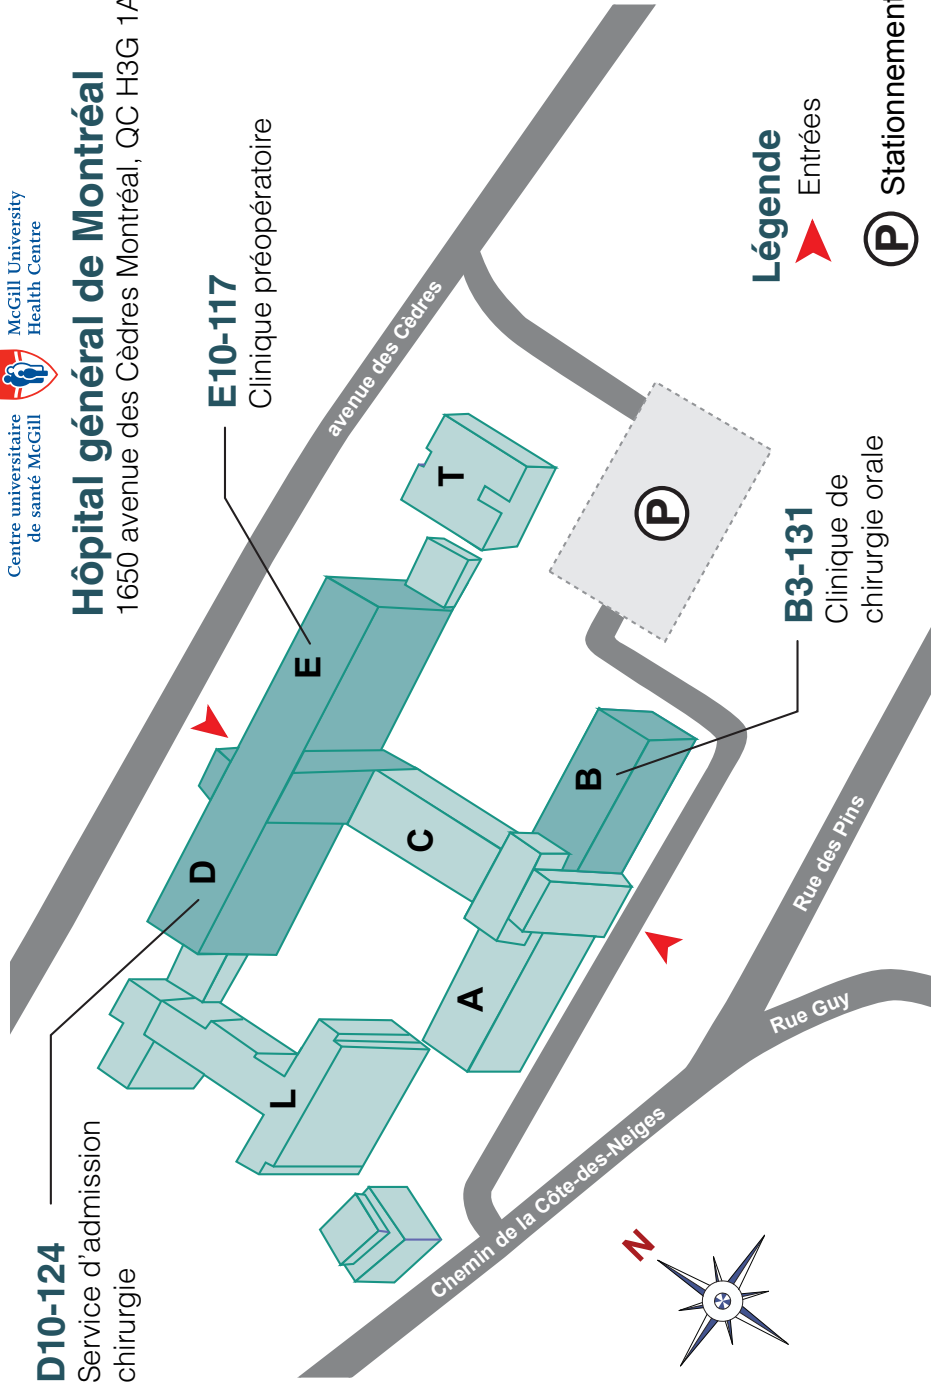 Centre universitaire
de santé McGill
McGill University
Health Centre
Hôpital général de Montréal
1650 avenue des Cèdres Montréal, QC H3G 1A
D10-124
Service d'admission
chirurgie
E10-117
Clinique préopératoire
avenue des Cèdres
D
E
T
L
C
A
B
P
B3-131
Clinique de
chirurgie orale
Chemin de la Côte-des-Neiges
Rue des Pins
Rue Guy
N
Légende
Entrées
P Stationnement